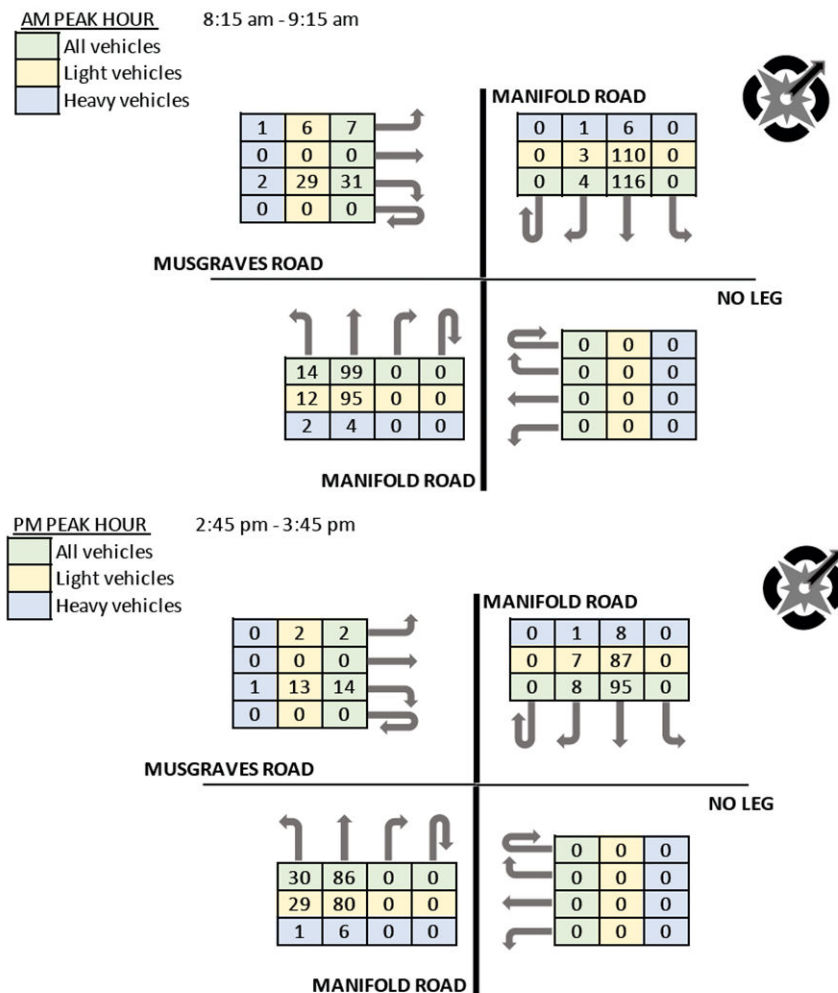 AM PEAK HOUR 8:15 am - 9:15 am
All vehicles
Light vehicles
Heavy vehicles
MANIFOLD ROAD
1 6 7
0 0 0
2 29 31
0 0 0
0 1 6 0
0 3 110 0
0 4 116 0
MUSGRAVES ROAD
NO LEG
14 99 0 0
12 95 0 0
2 4 0 0
0 0 0
0 0 0
0 0 0
0 0 0
MANIFOLD ROAD
PM PEAK HOUR 2:45 pm - 3:45 pm
All vehicles
Light vehicles
Heavy vehicles
MANIFOLD ROAD
0 2 2
0 0 0
1 13 14
0 0 0
0 1 8 0
0 7 87 0
0 8 95 0
MUSGRAVES ROAD
NO LEG
30 86 0 0
29 80 0 0
1 6 0 0
0 0 0
0 0 0
0 0 0
0 0 0
MANIFOLD ROAD